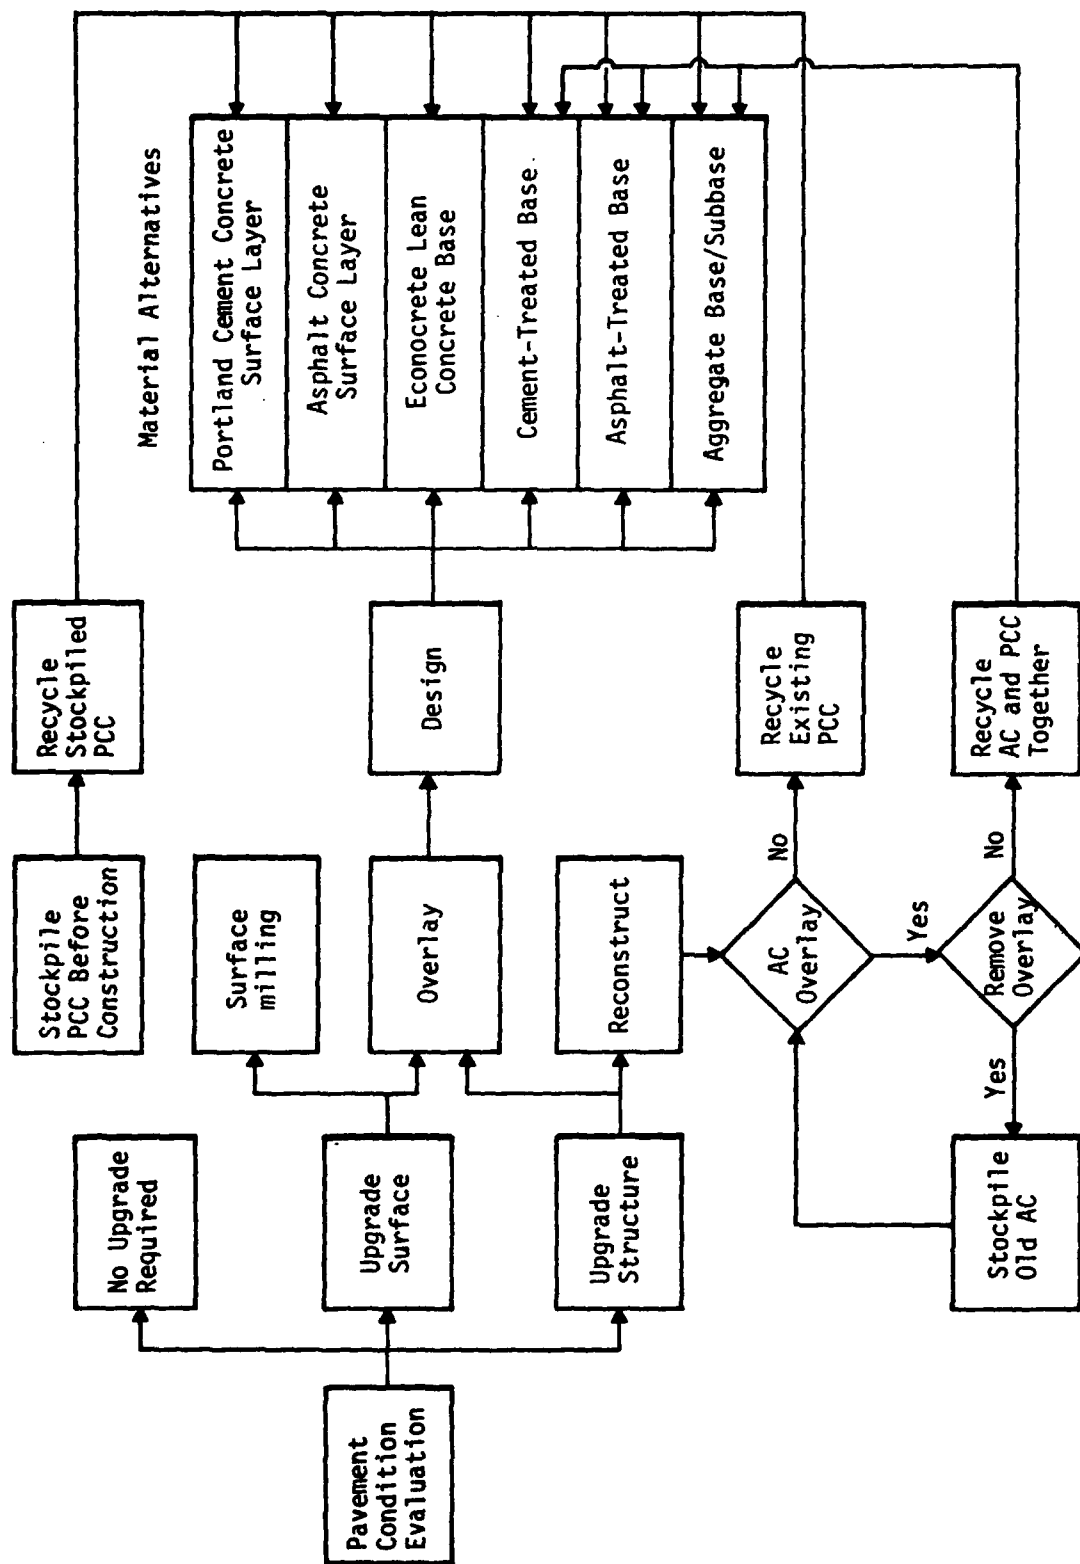 Pavement
Condition
Evaluation
No Upgrade
Required
Upgrade
Surface
Upgrade
Structure
Stockpile
Old AC
Stockpile
PCC Before
Construction
Surface
milling
Overlay
Reconstruct
AC
Overlay
Yes
No
Remove
Overlay
Yes
No
Recycle
Stockpiled
PCC
Design
Recycle
Existing
PCC
Recycle
AC and PCC
Together
Material Alternatives
Portland Cement Concrete
Surface Layer
Asphalt Concrete
Surface Layer
Econocrete Lean
Concrete Base
Cement-Treated Base
Asphalt-Treated Base
Aggregate Base/Subbase